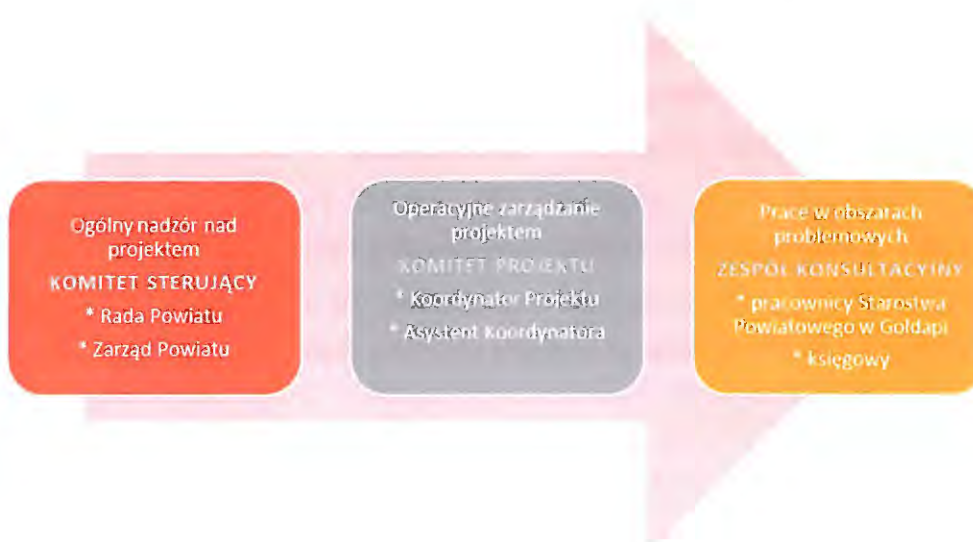 Ogólny nadzór nad
projektem
KOMITET STERUJĄCY
* Rada Powiatu
* Zarząd Powiatu
Operacyjne zarządzanie
projektem
KOMITET PROJEKTU
* Koordynator Projektu
* Asystent Koordynatora
Prace w obszarach
problemowych
ZESPÓŁ KONSULTACYJNY
* pracownicy Starostwa
Powiatowego w Gołdapi
* księgowy